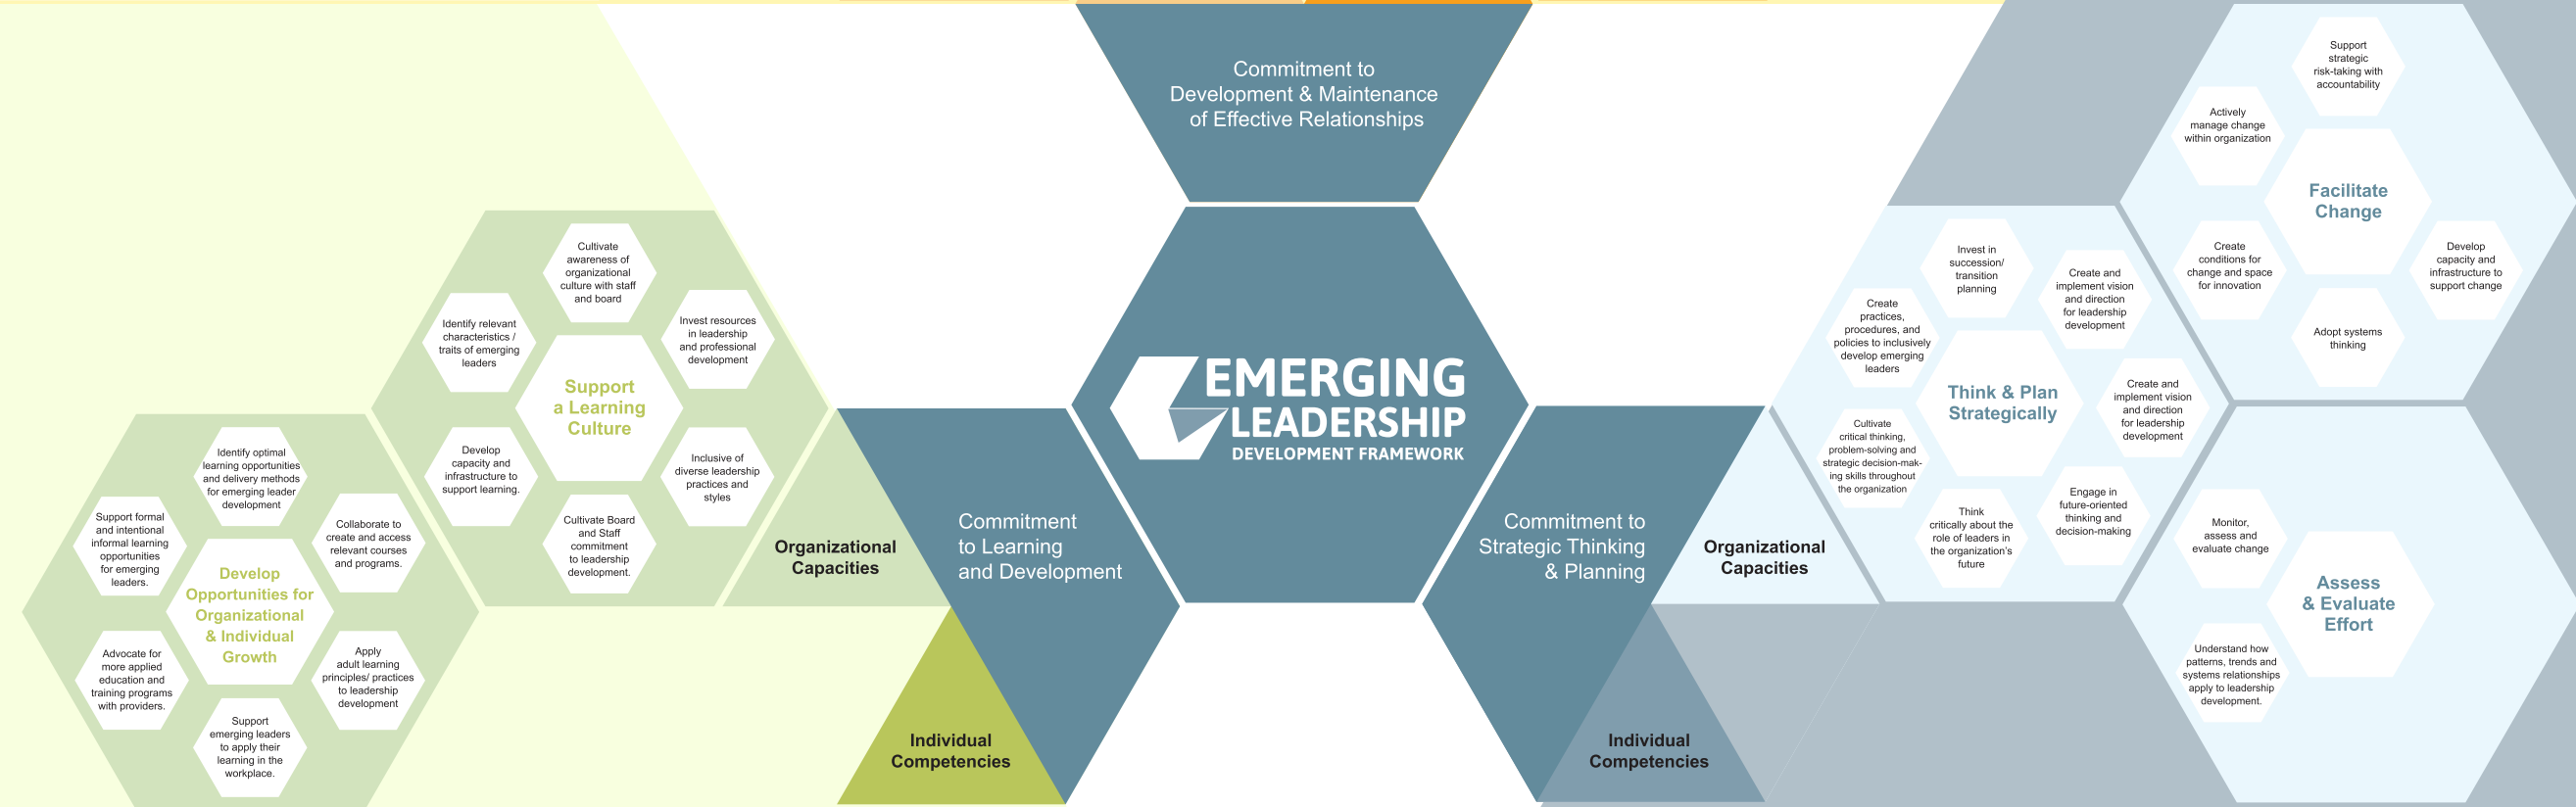 Commitment to
Development & Maintenance
of Effective Relationships
EMERGING
LEADERSHIP
DEVELOPMENT FRAMEWORK
Commitment
to Learning
and Development
Organizational
Capacities
Individual
Competencies
Support
a Learning
Culture
Cultivate
awareness of
organizational
culture with staff
and board
Invest resources
in leadership
and professional
development
Inclusive of
diverse leadership
practices and
styles
Cultivate Board
and Staff
commitment
to leadership
development.
Develop
capacity and
infrastructure to
support learning.
Identify relevant
characteristics /
traits of emerging
leaders
Develop
Opportunities for
Organizational
& Individual
Growth
Identify optimal
learning opportunities
and delivery methods
for emerging leader
development
Collaborate to
create and access
relevant courses
and programs.
Apply
adult learning
principles/ practices
to leadership
development
Support
emerging leaders
to apply their
learning in the
workplace.
Advocate for
more applied
education and
training programs
with providers.
Support formal
and intentional
informal learning
opportunities
for emerging
leaders.
Commitment to
Strategic Thinking
& Planning
Organizational
Capacities
Individual
Competencies
Think & Plan
Strategically
Invest in
succession/
transition
planning
Create and
implement vision
and direction
for leadership
development
Create and
implement vision
and direction
for leadership
development
Engage in
future-oriented
thinking and
decision-making
Think
critically about the
role of leaders in
the organization's
future
Cultivate
critical thinking,
problem-solving and
strategic decision-mak-
ing skills throughout
the organization
Create
practices,
procedures, and
policies to inclusively
develop emerging
leaders
Facilitate
Change
Support
strategic
risk-taking with
accountability
Actively
manage change
within organization
Create
conditions for
change and space
for innovation
Adopt systems
thinking
Develop
capacity and
infrastructure to
support change
Assess
& Evaluate
Effort
Monitor,
assess and
evaluate change
Understand how
patterns, trends and
systems relationships
apply to leadership
development.